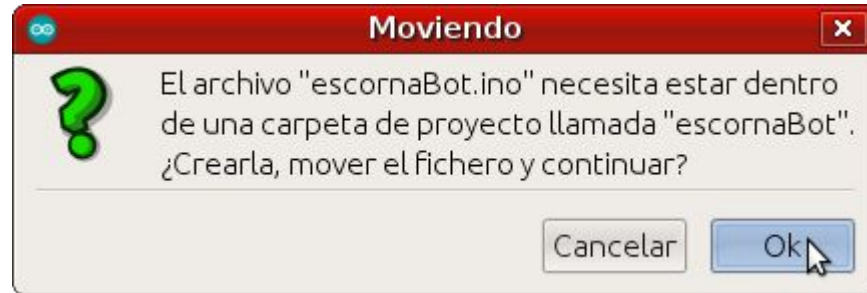 Moviendo
El archivo "escornaBot.ino" necesita estar dentro
de una carpeta de proyecto llamada "escornaBot".
¿Crearla, mover el fichero y continuar?
Cancelar
Ok